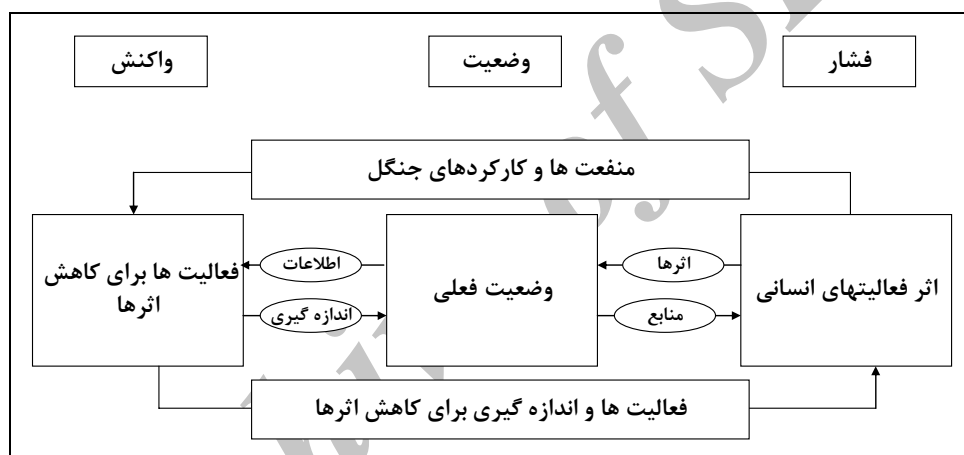 فشار
وضعیت
واکنش
منفعت ها و کارکردهای جنگل
اثر فعالیتهای انسانی
اثرها
منابع
وضعیت فعلی
اطلاعات
اندازه گیری
فعالیت ها برای کاهش
اثرها
فعالیت ها و اندازه گیری برای کاهش اثرها